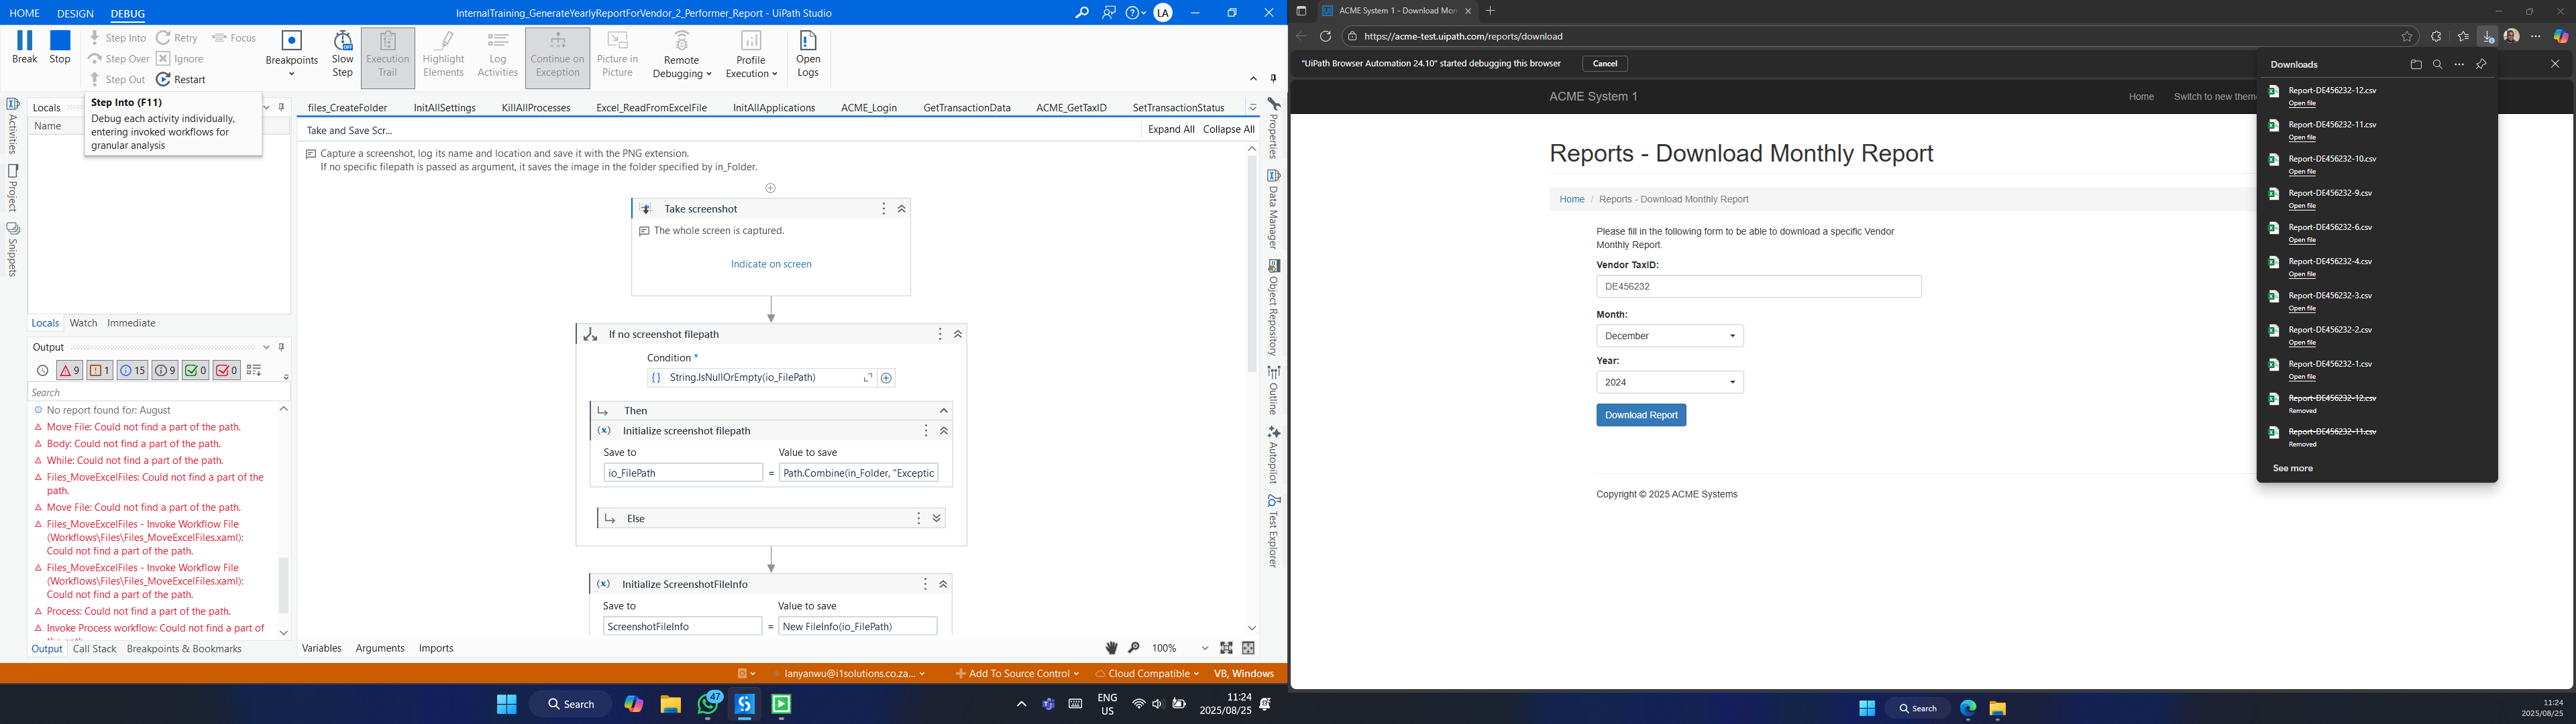 HOME DESIGN DEBUG
InternalTraining_GenerateYearlyReportForVendor_2_Performer_Report - UiPath Studio
LA
Break
Stop
Step Into
Step Over
Step Out
Retry
Ignore
Restart
Focus
Breakpoints
Slow
Step
Execution
Trail
Highlight
Elements
Log
Activities
Continue on
Exception
Picture in
Picture
Remote
Debugging
Profile
Execution
Open
Logs
Step Into (F11)
Debug each activity individually,
entering invoked workflows for
granular analysis
Activities
Project
Snippets
Locals
Name
Locals Watch Immediate
Output
9 1 15 9 0 0
Search
No report found for: August
Move File: Could not find a part of the path.
Body: Could not find a part of the path.
While: Could not find a part of the path.
Files_MoveExcelFiles: Could not find a part of the
path.
Move File: Could not find a part of the path.
Files_MoveExcelFiles - Invoke Workflow File
(Workflows\Files\Files_MoveExcelFiles.xaml):
Could not find a part of the path.
Files_MoveExcelFiles - Invoke Workflow File
(Workflows\Files\Files_MoveExcelFiles.xaml):
Could not find a part of the path.
Process: Could not find a part of the path.
Invoke Process workflow: Could not find a part of
Output Call Stack Breakpoints & Bookmarks
files_CreateFolder InitAllSettings KillAllProcesses Excel_ReadFromExcelFile InitAllApplications ACME_Login GetTransactionData ACME_GetTaxID SetTransactionStatus
Take and Save Scr...
Expand All Collapse All
Capture a screenshot, log its name and location and save it with the PNG extension.
If no specific filepath is passed as argument, it saves the image in the folder specified by in_Folder.
Take screenshot
The whole screen is captured.
Indicate on screen
If no screenshot filepath
Condition *
String.IsNullOrEmpty(io_FilePath)
Then
Initialize screenshot filepath
Save to Value to save
io_FilePath = Path.Combine(in_Folder, "Exceptic
Else
Initialize ScreenshotFileInfo
Save to Value to save
ScreenshotFileInfo = New FileInfo(io_FilePath)
Variables Arguments Imports
100%
Properties
Data Manager
Object Repository
Outline
Autopilot
Test Explorer
lanyanwu@i1solutions.co.za...
Add To Source Control
Cloud Compatible
VB, Windows
Search
47
ENG
US
11:24
2025/08/25
ACME System 1 - Download Mon
https://acme-test.uipath.com/reports/download
"UiPath Browser Automation 24.10" started debugging this browser
Cancel
ACME System 1
Home Switch to new them
Reports - Download Monthly Report
Home / Reports - Download Monthly Report
Please fill in the following form to be able to download a specific Vendor
Monthly Report.
Vendor TaxID:
DE456232
Month:
December
Year:
2024
Download Report
Copyright © 2025 ACME Systems
Downloads
Report-DE456232-12.csv
Open file
Report-DE456232-11.csv
Open file
Report-DE456232-10.csv
Open file
Report-DE456232-9.csv
Open file
Report-DE456232-6.csv
Open file
Report-DE456232-4.csv
Open file
Report-DE456232-3.csv
Open file
Report-DE456232-2.csv
Open file
Report-DE456232-1.csv
Open file
Report-DE456232-12.csv
Removed
Report-DE456232-11.csv
Removed
See more
Search
11:24
2025/08/25